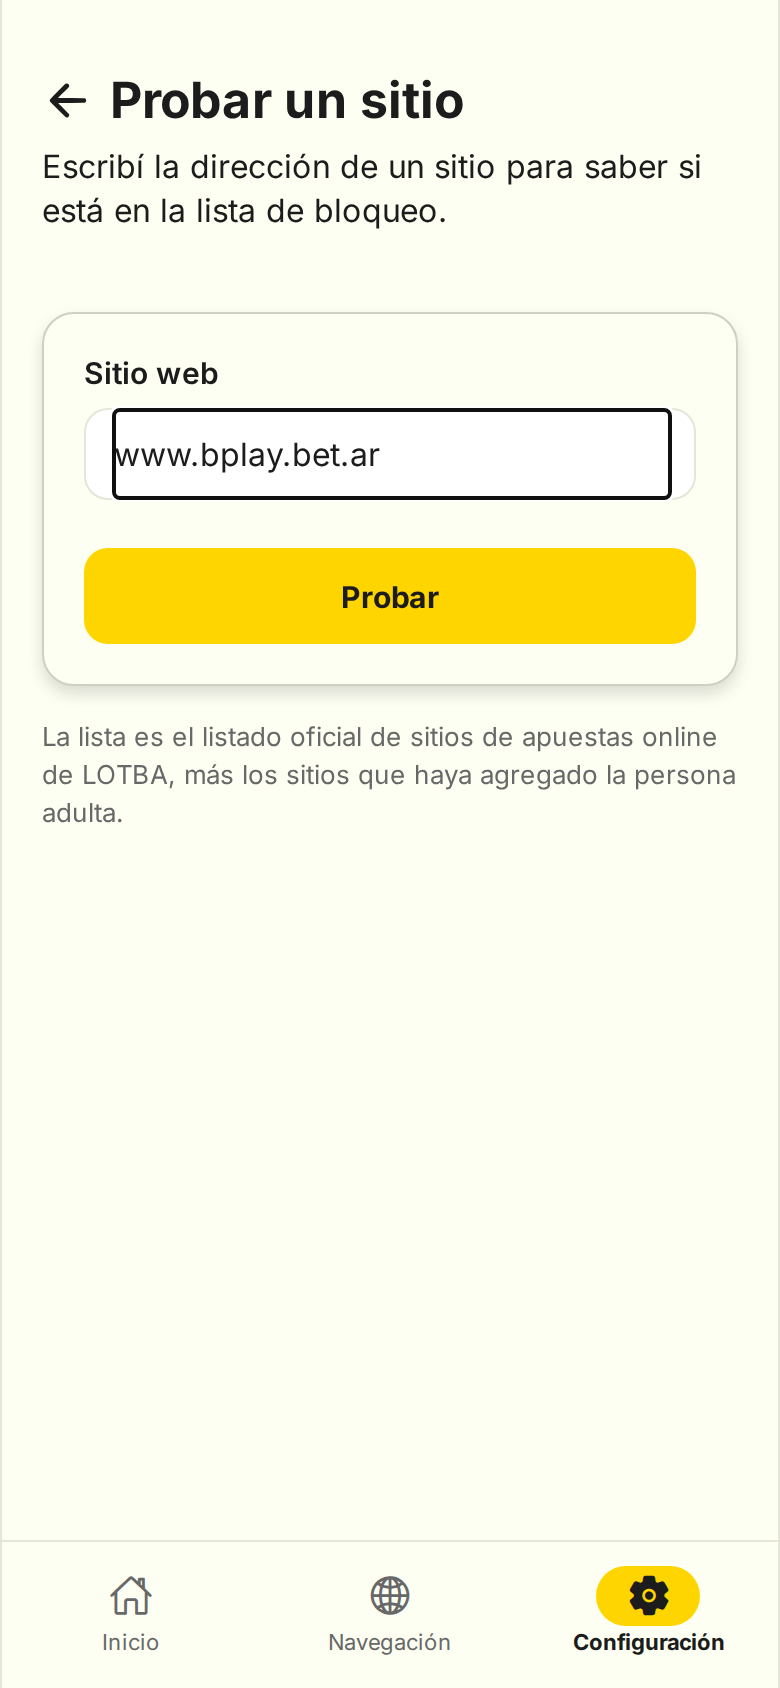 Probar un sitio
Escribí la dirección de un sitio para saber si
está en la lista de bloqueo.
Sitio web
www.bplay.bet.ar
Probar
La lista es el listado oficial de sitios de apuestas online
de LOTBA, más los sitios que haya agregado la persona
adulta.
Inicio
Navegación
Configuración